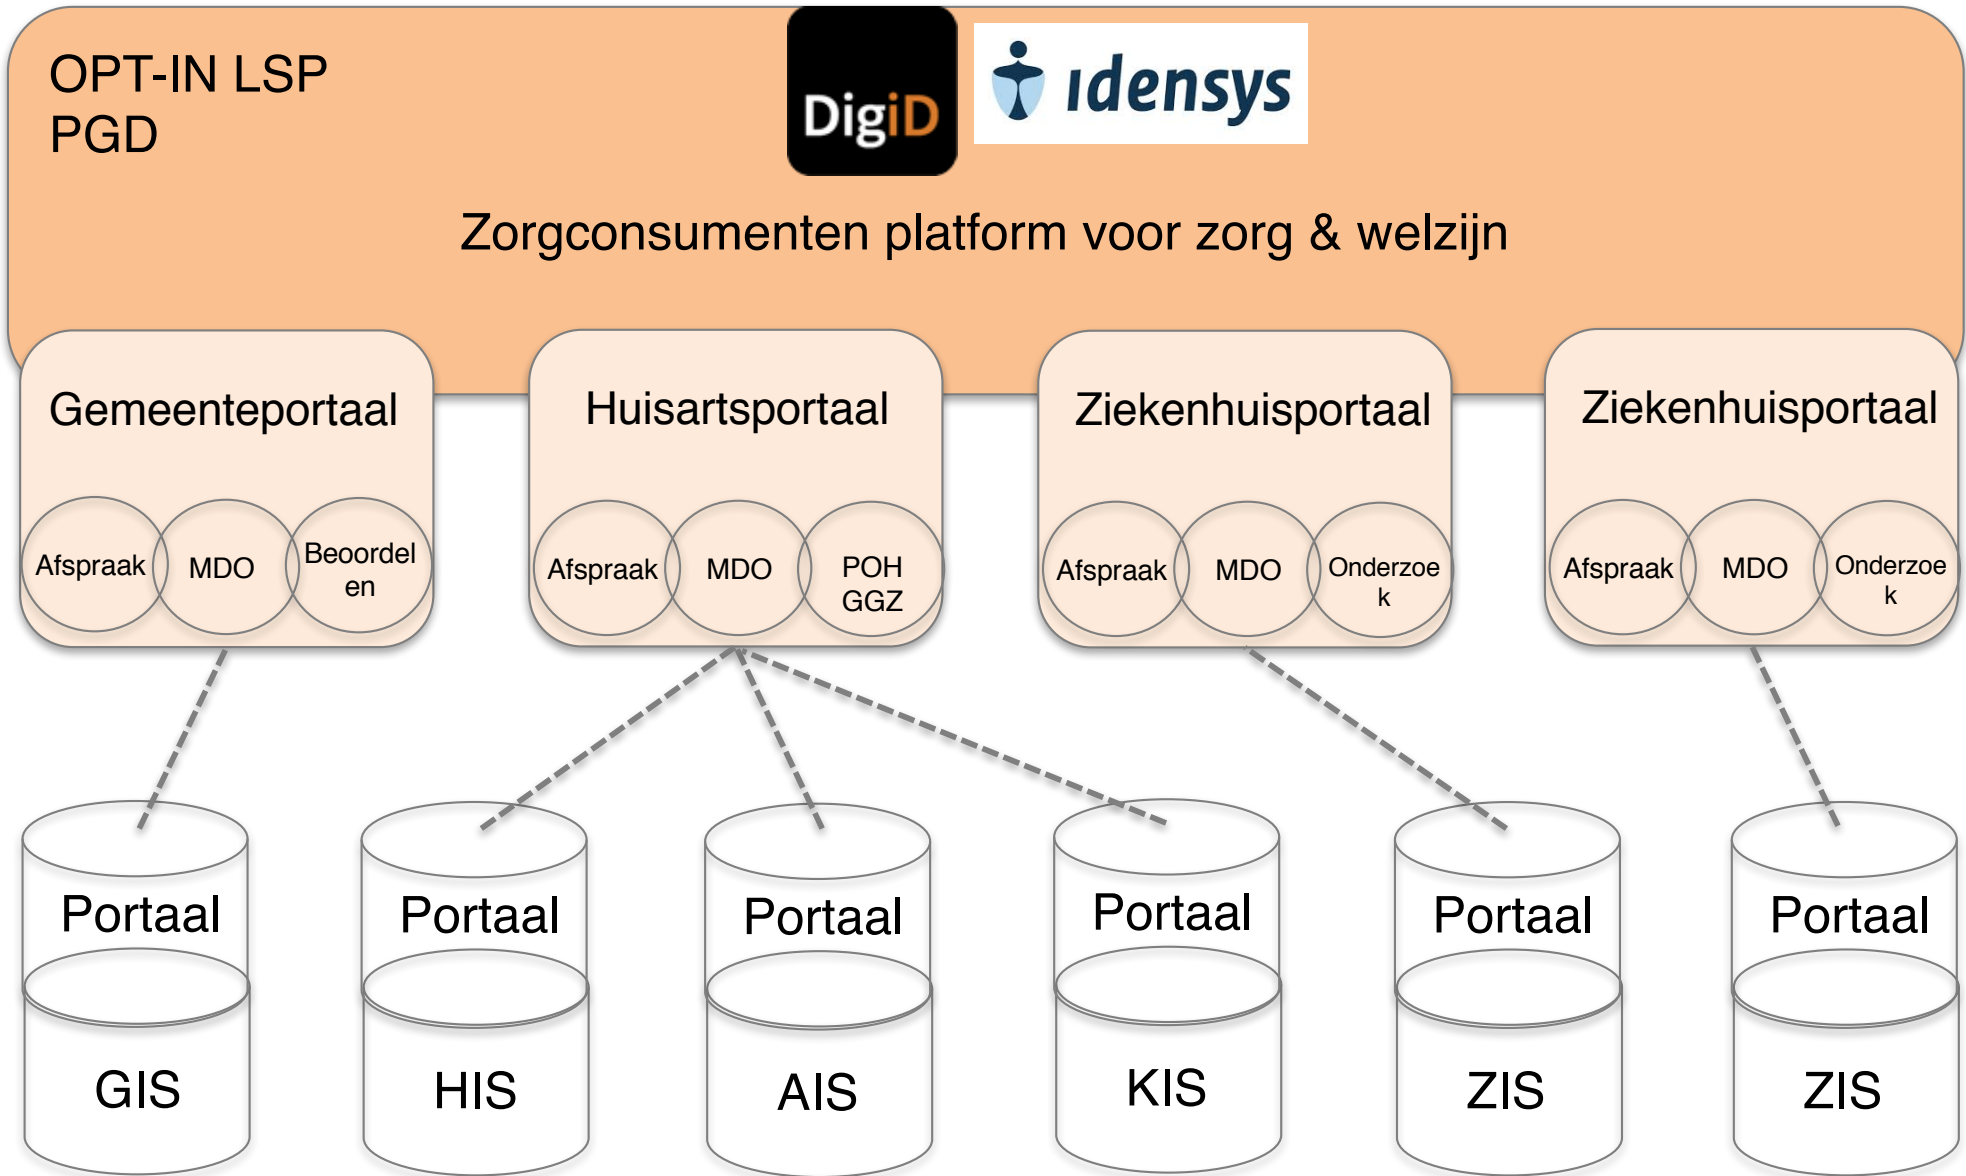 OPT-IN LSP
PGD
DigiD
ıdensys
Zorgconsumenten platform voor zorg & welzijn
Gemeenteportaal
Afspraak
MDO
Beoordel
en
Huisartsportaal
Afspraak
MDO
POH
GGZ
Ziekenhuisportaal
Afspraak
MDO
Onderzoe
k
Ziekenhuisportaal
Afspraak
MDO
Onderzoe
k
Portaal
GIS
Portaal
HIS
Portaal
AIS
Portaal
KIS
Portaal
ZIS
Portaal
ZIS